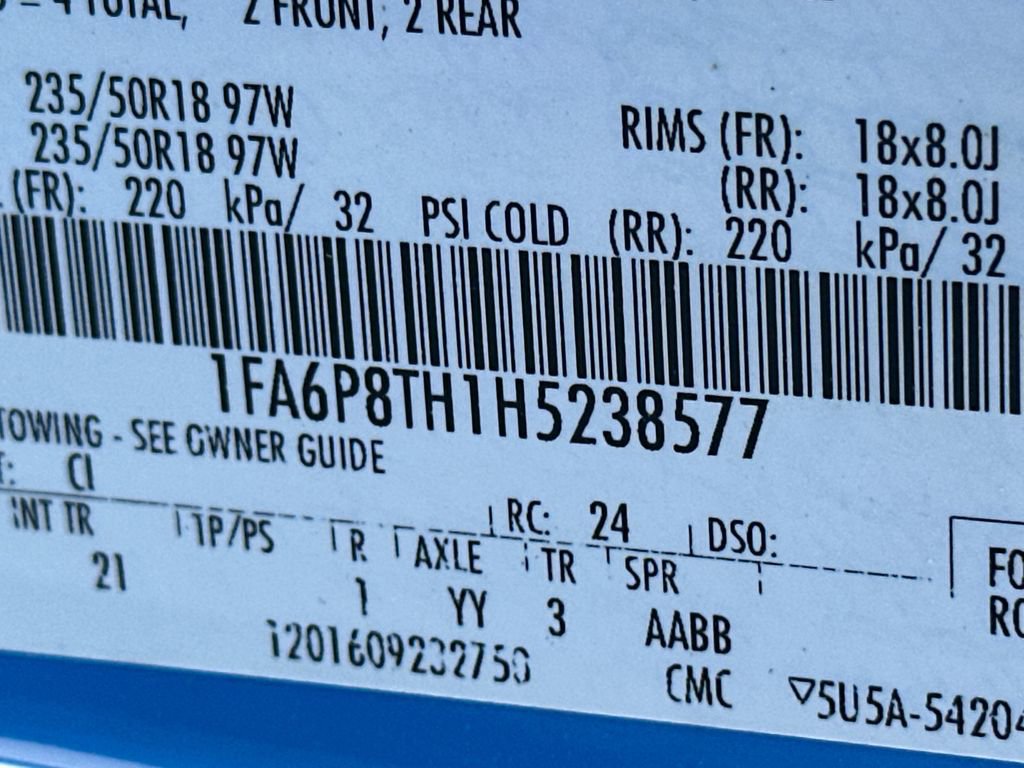 TOTAL, 2 FRONT, 2 REAR
235/50R18 97W RIMS (FR): 18x8.0J
235/50R18 97W (RR): 18x8.0J
(FR): 220 kPa/ 32 PSI COLD (RR): 220 kPa/ 32
1FA6P8TH1H5238577
TOWING - SEE OWNER GUIDE
T: CI
RC: 24 DSO:
INT TR TP/PS R AXLE TR SPR
21 1 YY 3 AABB
CMC ▽5U5A-54204